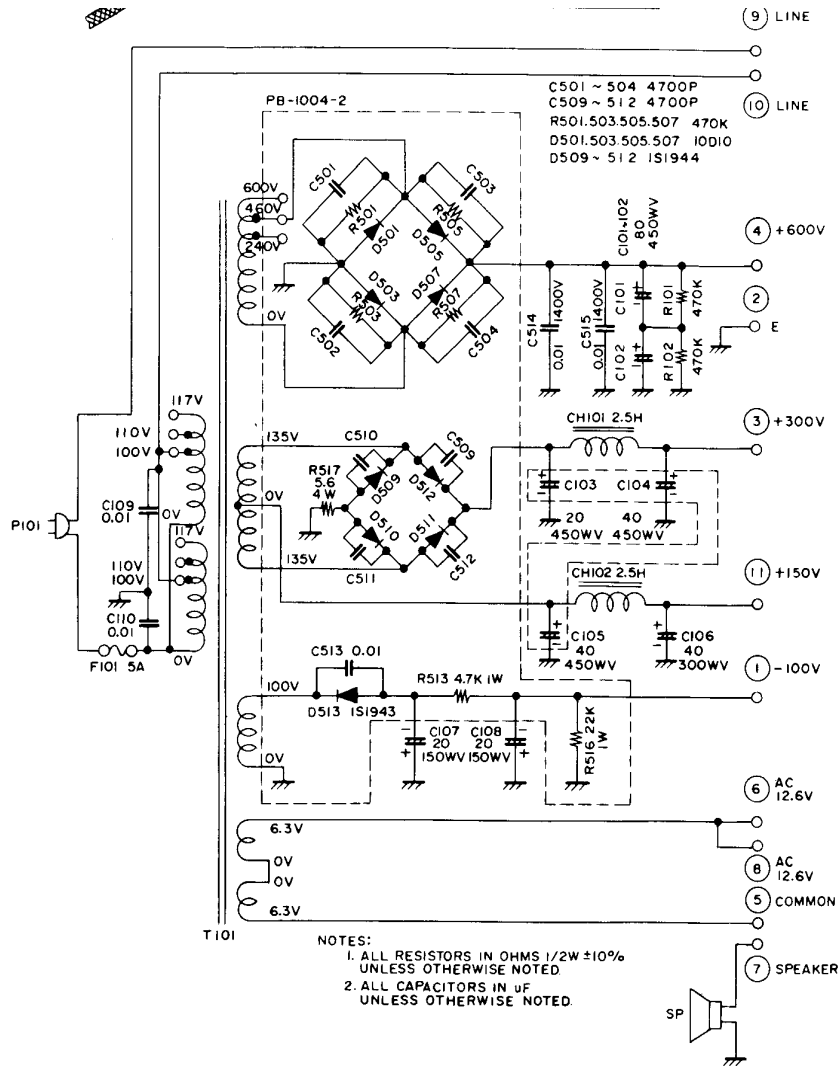 9 LINE
PB-1004-2
C501 ~ 504 4700P
C509 ~ 512 4700P
R501.503.505.507 470K
D501.503.505.507 10D10
D509 ~ 512 1S1944
10 LINE
600V
460V
240V
0V
C501
R501
D501
C503
R505
D505
D503
R503
C502
D507
R507
C504
C101,102
80
450WV
4 +600V
1400V
C514
0.01
1400V
C515
0.01
C101
C102
R101
470K
R102
470K
2
E
117V
110V
100V
0V
C109
0.01
P101
117V
110V
100V
C110
0.01
F101 5A
0V
135V
0V
135V
R517
5.6
4W
C510
C509
D509
D512
D510
D511
C511
C512
CH101 2.5H
3 +300V
C103
20
450WV
C104
40
450WV
CH102 2.5H
11 +150V
C105
40
450WV
C106
40
300WV
1 -100V
100V
0V
C513 0.01
D513 1S1943
R513 4.7K 1W
C107
20
150WV
C108
20
150WV
R516 22K
1W
6 AC
12.6V
6.3V
0V
0V
6.3V
8 AC
12.6V
5 COMMON
T101
7 SPEAKER
SP
NOTES:
1. ALL RESISTORS IN OHMS 1/2W ±10%
UNLESS OTHERWISE NOTED.
2. ALL CAPACITORS IN uF
UNLESS OTHERWISE NOTED.